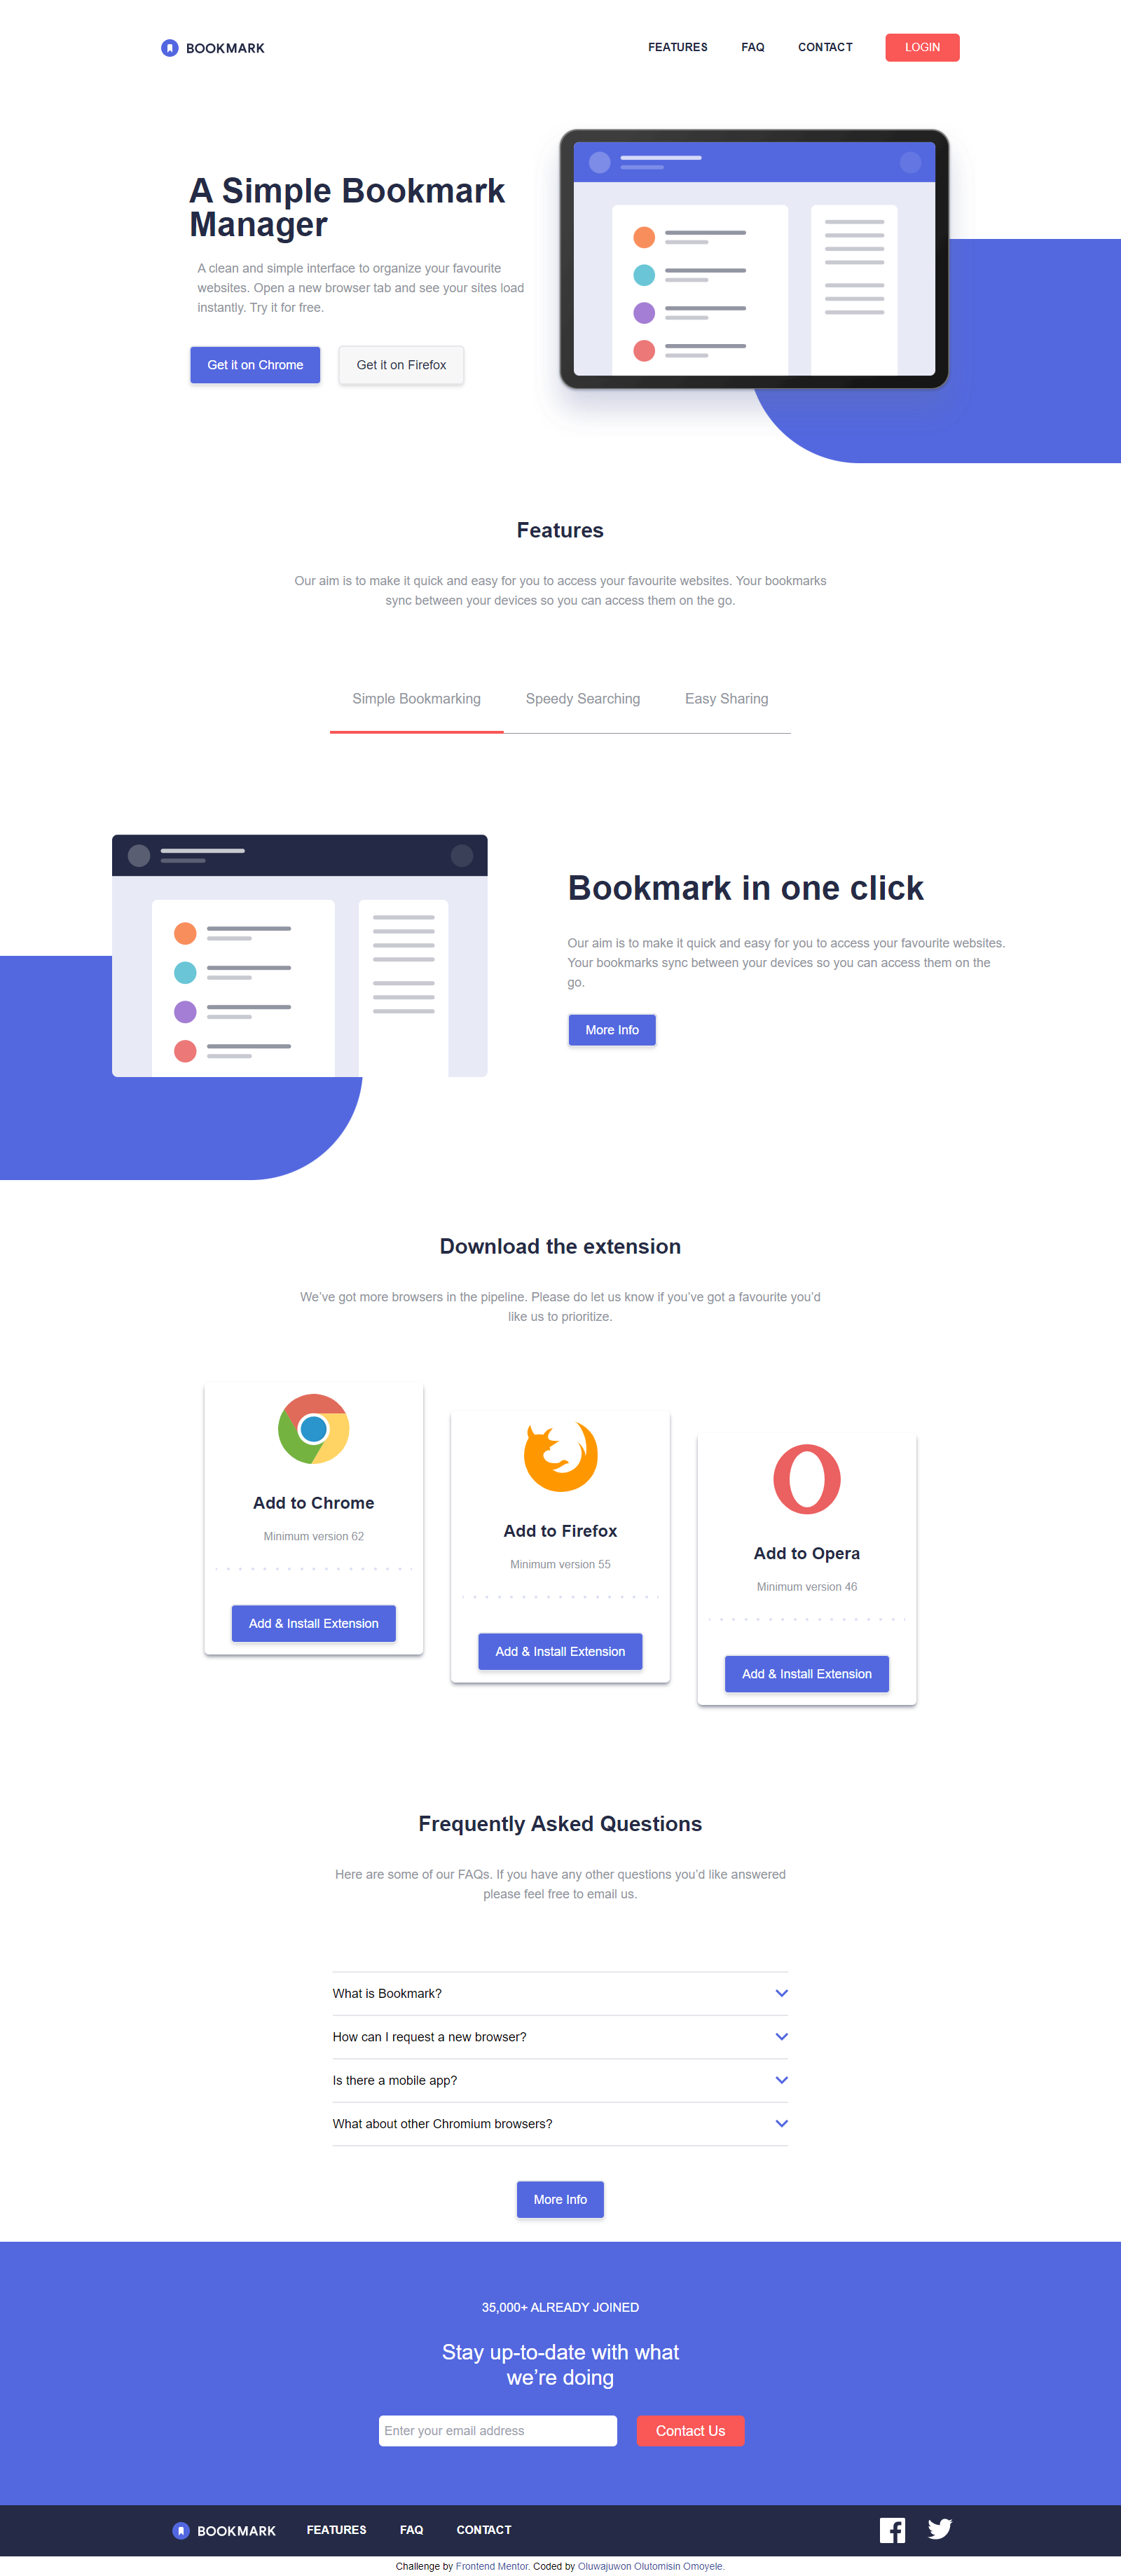 BOOKMARK
FEATURES FAQ CONTACT LOGIN
A Simple Bookmark
Manager
A clean and simple interface to organize your favourite
websites. Open a new browser tab and see your sites load
instantly. Try it for free.
Get it on Chrome Get it on Firefox
Features
Our aim is to make it quick and easy for you to access your favourite websites. Your bookmarks
sync between your devices so you can access them on the go.
Simple Bookmarking Speedy Searching Easy Sharing
Bookmark in one click
Our aim is to make it quick and easy for you to access your favourite websites.
Your bookmarks sync between your devices so you can access them on the
go.
More Info
Download the extension
We’ve got more browsers in the pipeline. Please do let us know if you’ve got a favourite you’d
like us to prioritize.
Add to Chrome
Minimum version 62
Add & Install Extension
Add to Firefox
Minimum version 55
Add & Install Extension
Add to Opera
Minimum version 46
Add & Install Extension
Frequently Asked Questions
Here are some of our FAQs. If you have any other questions you’d like answered
please feel free to email us.
What is Bookmark?
How can I request a new browser?
Is there a mobile app?
What about other Chromium browsers?
More Info
35,000+ ALREADY JOINED
Stay up-to-date with what
we’re doing
Enter your email address Contact Us
BOOKMARK FEATURES FAQ CONTACT
Challenge by Frontend Mentor. Coded by Oluwajuwon Olutomisin Omoyele.